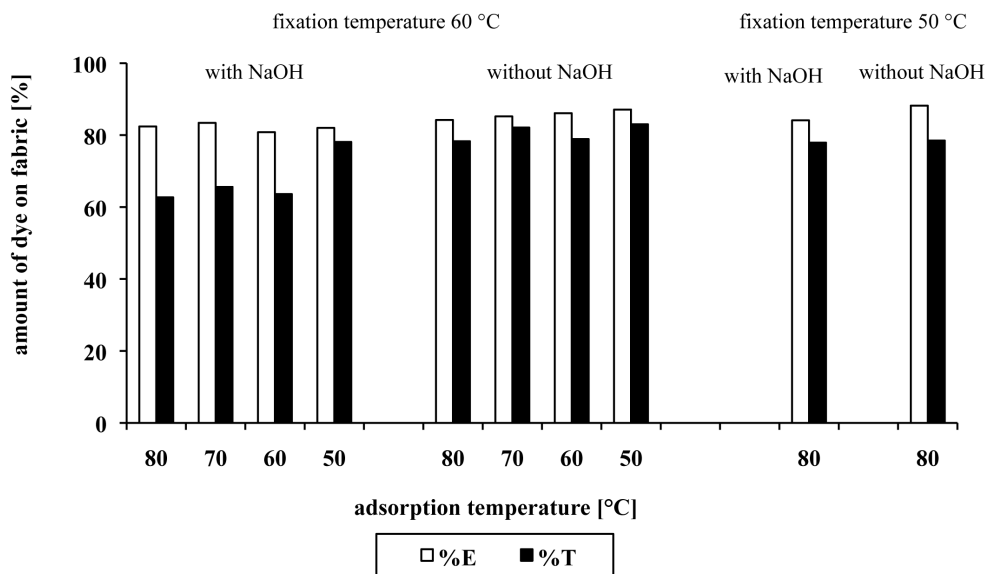 fixation temperature 60 °C
fixation temperature 50 °C
with NaOH
without NaOH
with NaOH
without NaOH
amount of dye on fabric [%]
100
80
60
40
20
0
80 70 60 50 80 70 60 50 80 80
adsorption temperature [°C]
%E %T